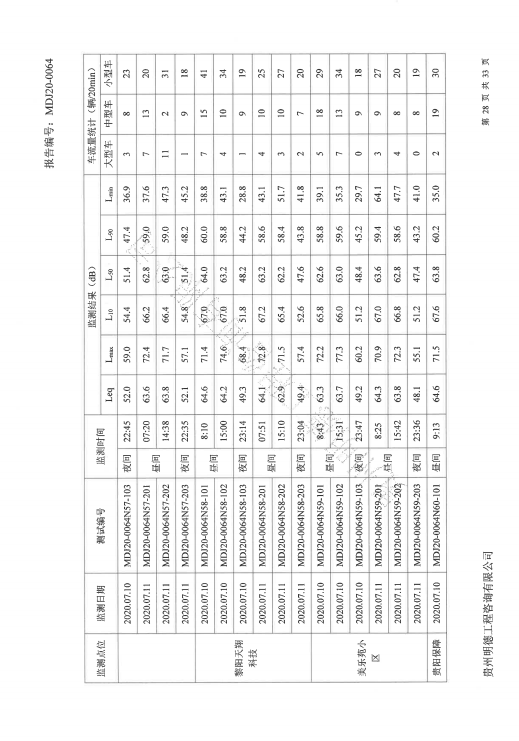 报告编号：MDJ20-0064
监测点位 监测日期 测试编号 监测时间 监测结果（dB） 车流量统计（辆/20min）
Leq Lmax L10 L50 L90 Lmin 大型车 中型车 小型车
2020.07.10 MDJ20-0064N57-103 夜间 22:45 52.0 59.0 54.4 51.4 47.4 36.9 3 8 23
2020.07.11 MDJ20-0064N57-201 昼间 07:20 63.6 72.4 66.2 62.8 59.0 37.6 7 13 20
2020.07.11 MDJ20-0064N57-202 14:38 63.8 71.7 66.4 63.0 59.0 47.3 11 2 31
2020.07.11 MDJ20-0064N57-203 夜间 22:35 52.1 57.1 54.8 51.4 48.2 45.2 1 9 18
黎阳天翔科技 2020.07.10 MDJ20-0064N58-101 昼间 8:10 64.6 71.4 67.0 64.0 60.0 38.8 7 15 41
2020.07.10 MDJ20-0064N58-102 15:00 64.2 74.6 67.0 63.2 58.8 43.1 4 10 34
2020.07.10 MDJ20-0064N58-103 夜间 23:14 49.3 68.4 51.8 48.2 44.2 28.8 1 9 19
2020.07.11 MDJ20-0064N58-201 昼间 07:51 64.1 72.8 67.2 63.2 58.6 43.1 4 10 25
2020.07.11 MDJ20-0064N58-202 15:10 62.9 71.5 65.4 62.2 58.4 51.7 3 10 27
2020.07.11 MDJ20-0064N58-203 夜间 23:04 49.4 57.4 52.6 47.6 43.8 41.8 2 7 20
美乐苑小区 2020.07.10 MDJ20-0064N59-101 昼间 8:43 63.3 72.2 65.8 62.6 58.8 39.1 5 18 29
2020.07.10 MDJ20-0064N59-102 15:31 63.7 77.3 66.0 63.0 59.6 35.3 7 13 34
2020.07.10 MDJ20-0064N59-103 夜间 23:47 49.2 60.2 51.2 48.4 45.2 29.7 0 9 18
2020.07.11 MDJ20-0064N59-201 昼间 8:25 64.3 70.9 67.0 63.6 59.4 64.1 3 9 27
2020.07.11 MDJ20-0064N59-202 15:42 63.8 72.3 66.8 62.8 58.6 47.7 4 8 20
2020.07.11 MDJ20-0064N59-203 夜间 23:36 48.1 55.1 51.2 47.4 43.2 41.0 0 8 19
贵阳保障 2020.07.10 MDJ20-0064N60-101 昼间 9:13 64.6 71.5 67.6 63.8 60.2 35.0 2 19 30
贵州明德工程咨询有限公司
第 28 页 共 33 页